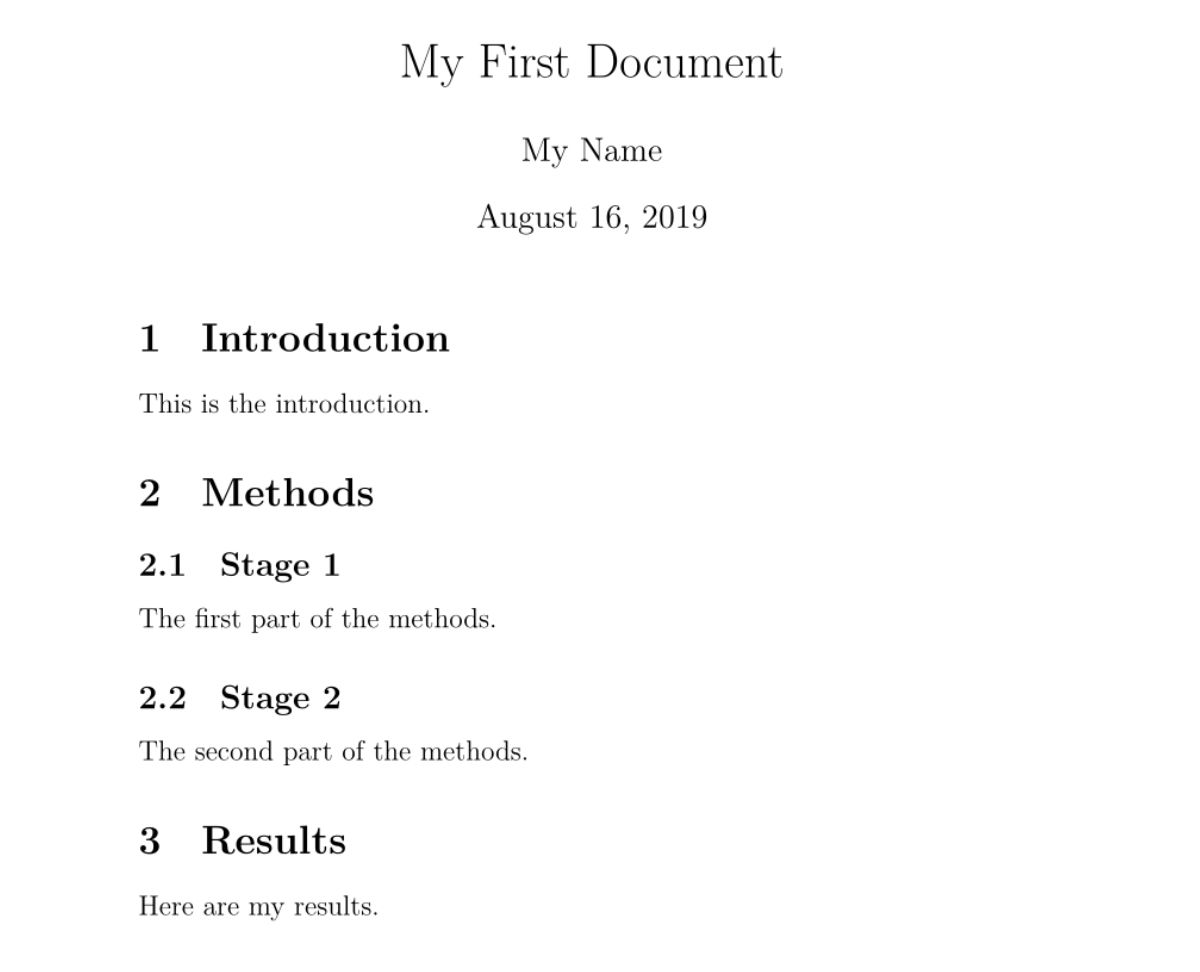 My First Document
My Name
August 16, 2019
1 Introduction
This is the introduction.
2 Methods
2.1 Stage 1
The first part of the methods.
2.2 Stage 2
The second part of the methods.
3 Results
Here are my results.